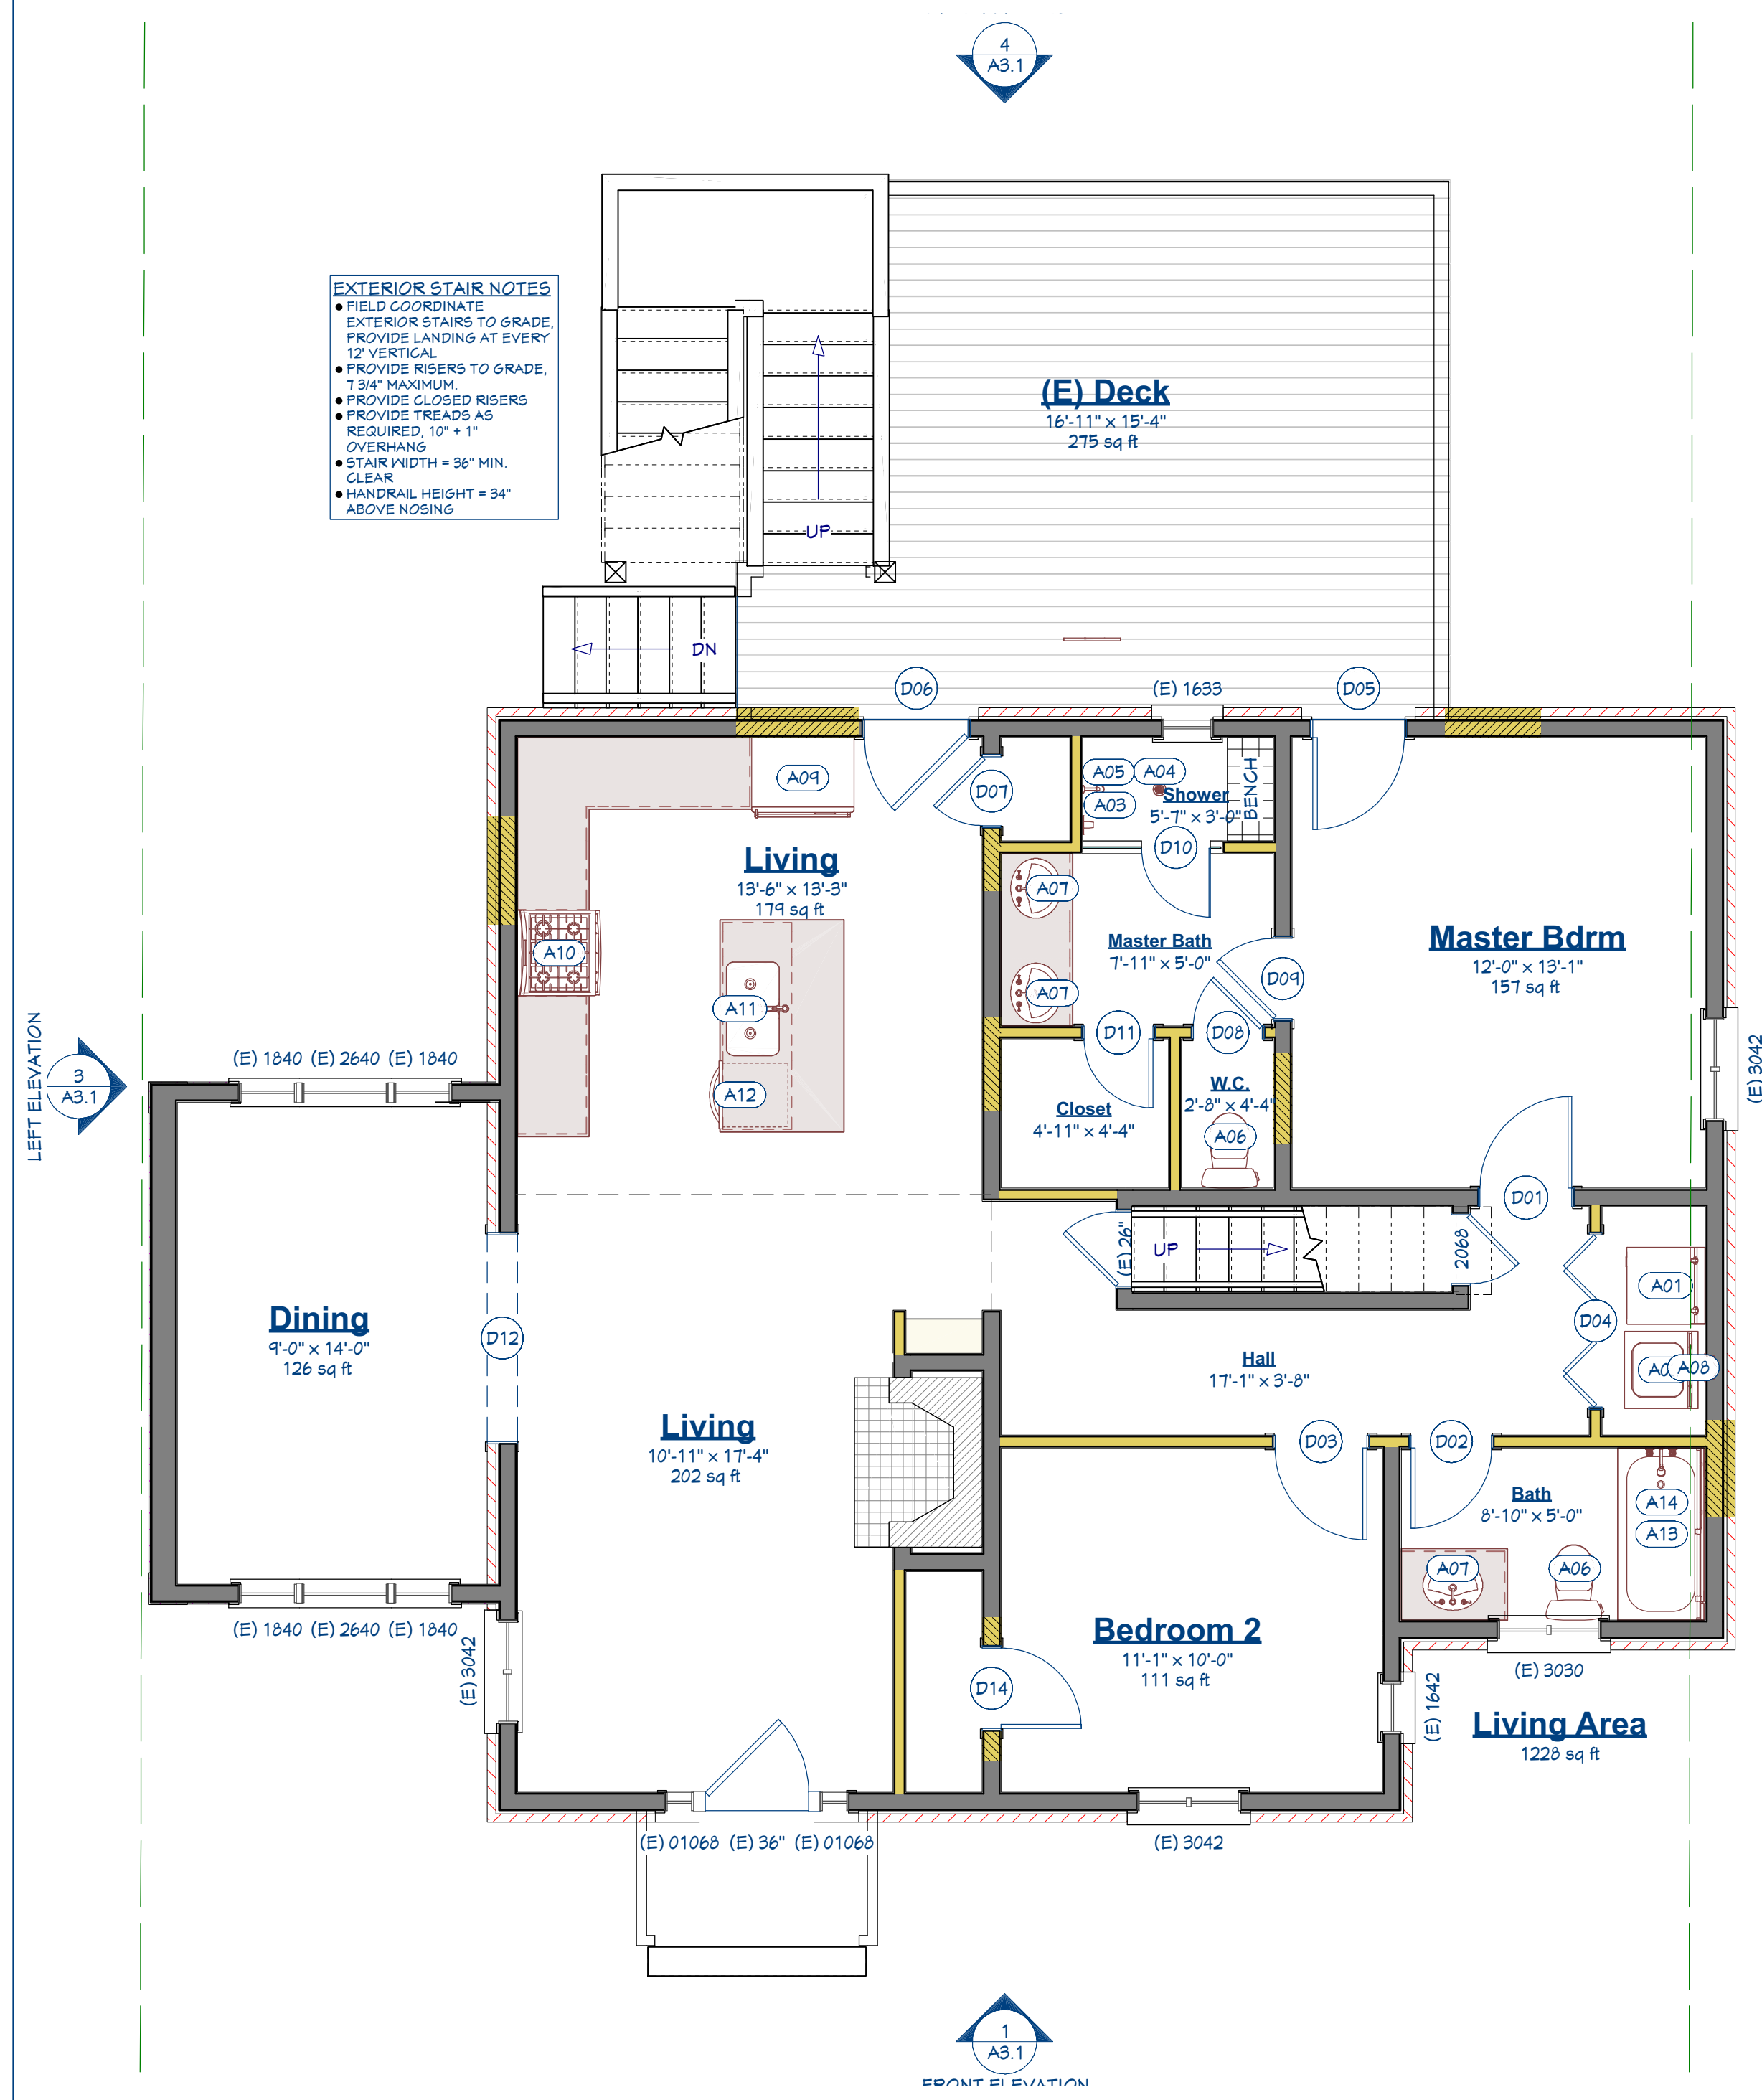 4
A3.1
EXTERIOR STAIR NOTES
• FIELD COORDINATE
EXTERIOR STAIRS TO GRADE,
PROVIDE LANDING AT EVERY
12' VERTICAL
• PROVIDE RISERS TO GRADE,
7 3/4" MAXIMUM.
• PROVIDE CLOSED RISERS
• PROVIDE TREADS AS
REQUIRED, 10" + 1"
OVERHANG
• STAIR WIDTH = 36" MIN.
CLEAR
• HANDRAIL HEIGHT = 34"
ABOVE NOSING
(E) Deck
16'-11" x 15'-4"
275 sq ft
UP
DN
D06
(E) 1633
D05
A09
D07
A05
A04
A03
Shower
5'-7" x 3'-0"
BENCH
D10
Living
13'-6" x 13'-3"
179 sq ft
A07
A10
A11
A12
Master Bath
7'-11" x 5'-0"
A07
D09
Master Bdrm
12'-0" x 13'-1"
157 sq ft
D11
D08
W.C.
2'-8" x 4'-4"
Closet
4'-11" x 4'-4"
A06
(E) 3042
LEFT ELEVATION
3
A3.1
(E) 1840 (E) 2640 (E) 1840
D01
(E) 26"
UP
2068
A01
D04
A08
Dining
9'-0" x 14'-0"
126 sq ft
D12
Hall
17'-1" x 3'-8"
Living
10'-11" x 17'-4"
202 sq ft
D03
D02
Bath
8'-10" x 5'-0"
A14
A13
A07
A06
(E) 1840 (E) 2640 (E) 1840
(E) 3042
Bedroom 2
11'-1" x 10'-0"
111 sq ft
D14
(E) 3030
(E) 1642
Living Area
1228 sq ft
(E) 01068 (E) 36" (E) 01068
(E) 3042
1
A3.1
FRONT ELEVATION